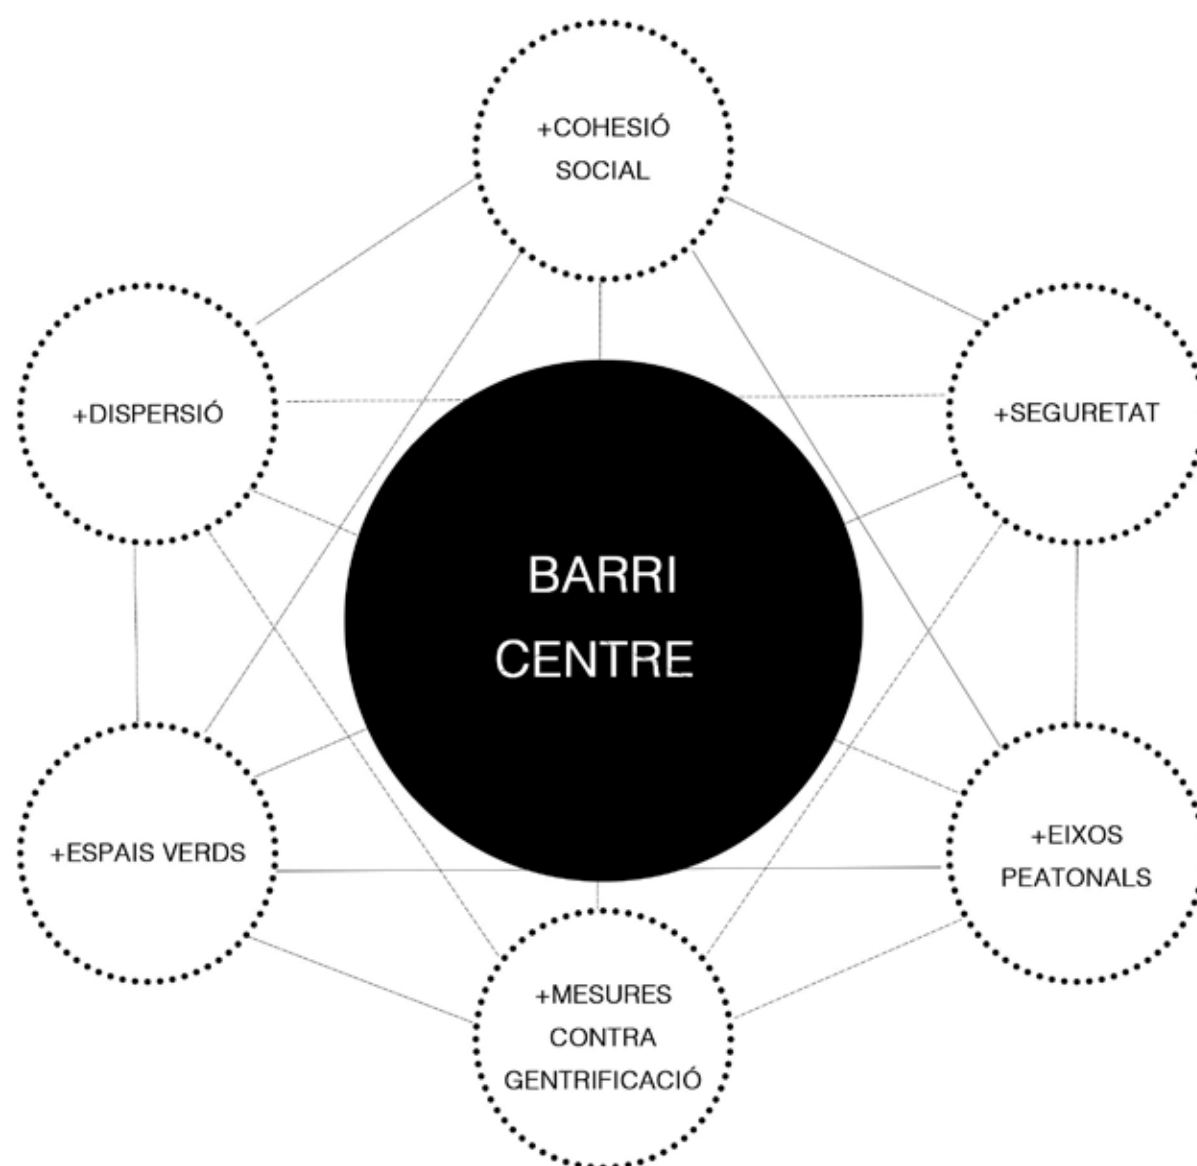 +COHESIÓ
SOCIAL
+DISPERSIÓ
+SEGURETAT
BARRI
CENTRE
+ESPAIS VERDS
+EIXOS
PEATONALS
+MESURES
CONTRA
GENTRIFICACIÓ